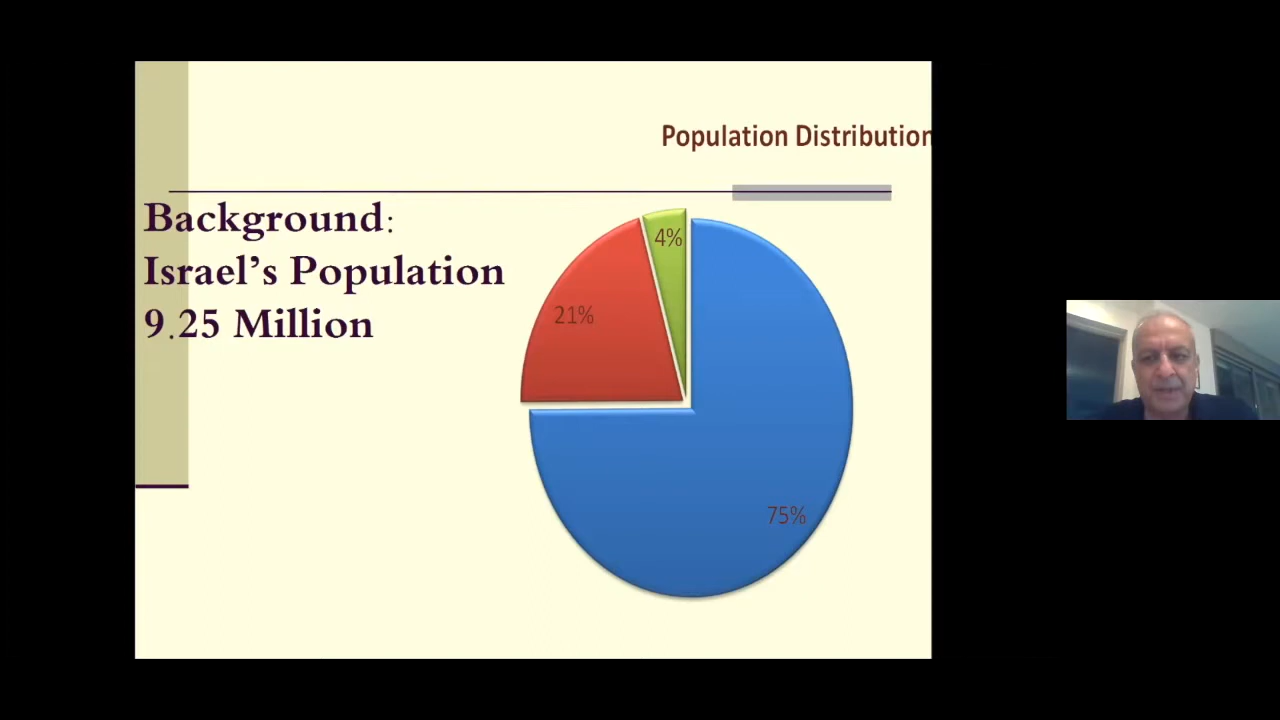 Population Distribution
Background:
Israel's Population
9.25 Million
4%
21%
75%